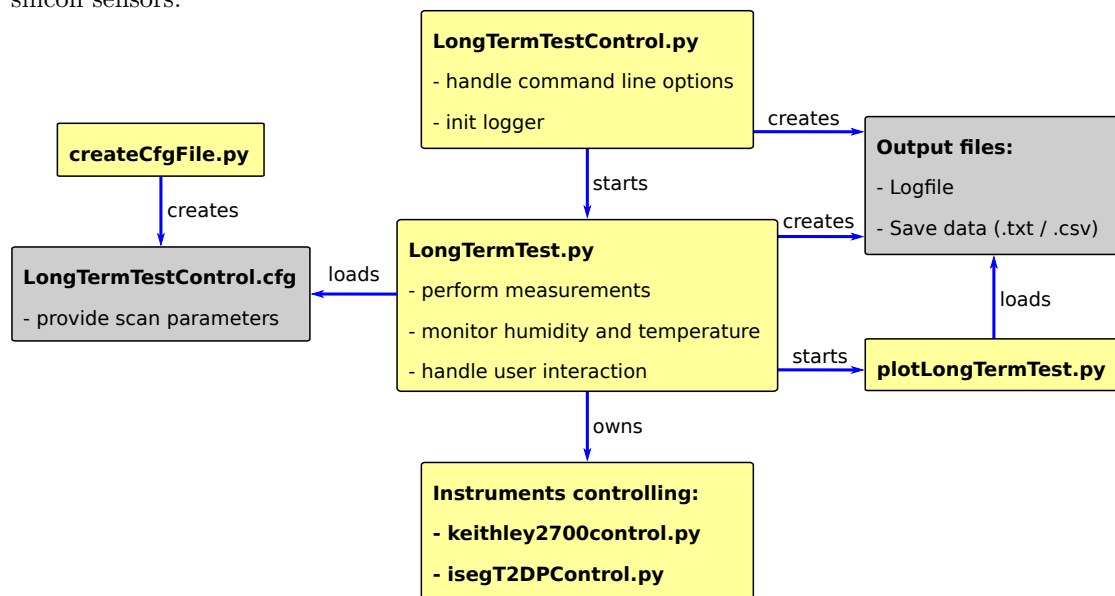 silicon sensors.
LongTermTestControl.py
- handle command line options
- init logger
creates
createCfgFile.py
Output files:
- Logfile
- Save data (.txt / .csv)
starts
creates
creates
LongTermTest.py
- perform measurements
- monitor humidity and temperature
- handle user interaction
LongTermTestControl.cfg
- provide scan parameters
loads
loads
starts
plotLongTermTest.py
owns
Instruments controlling:
- keithley2700control.py
- isegT2DPControl.py